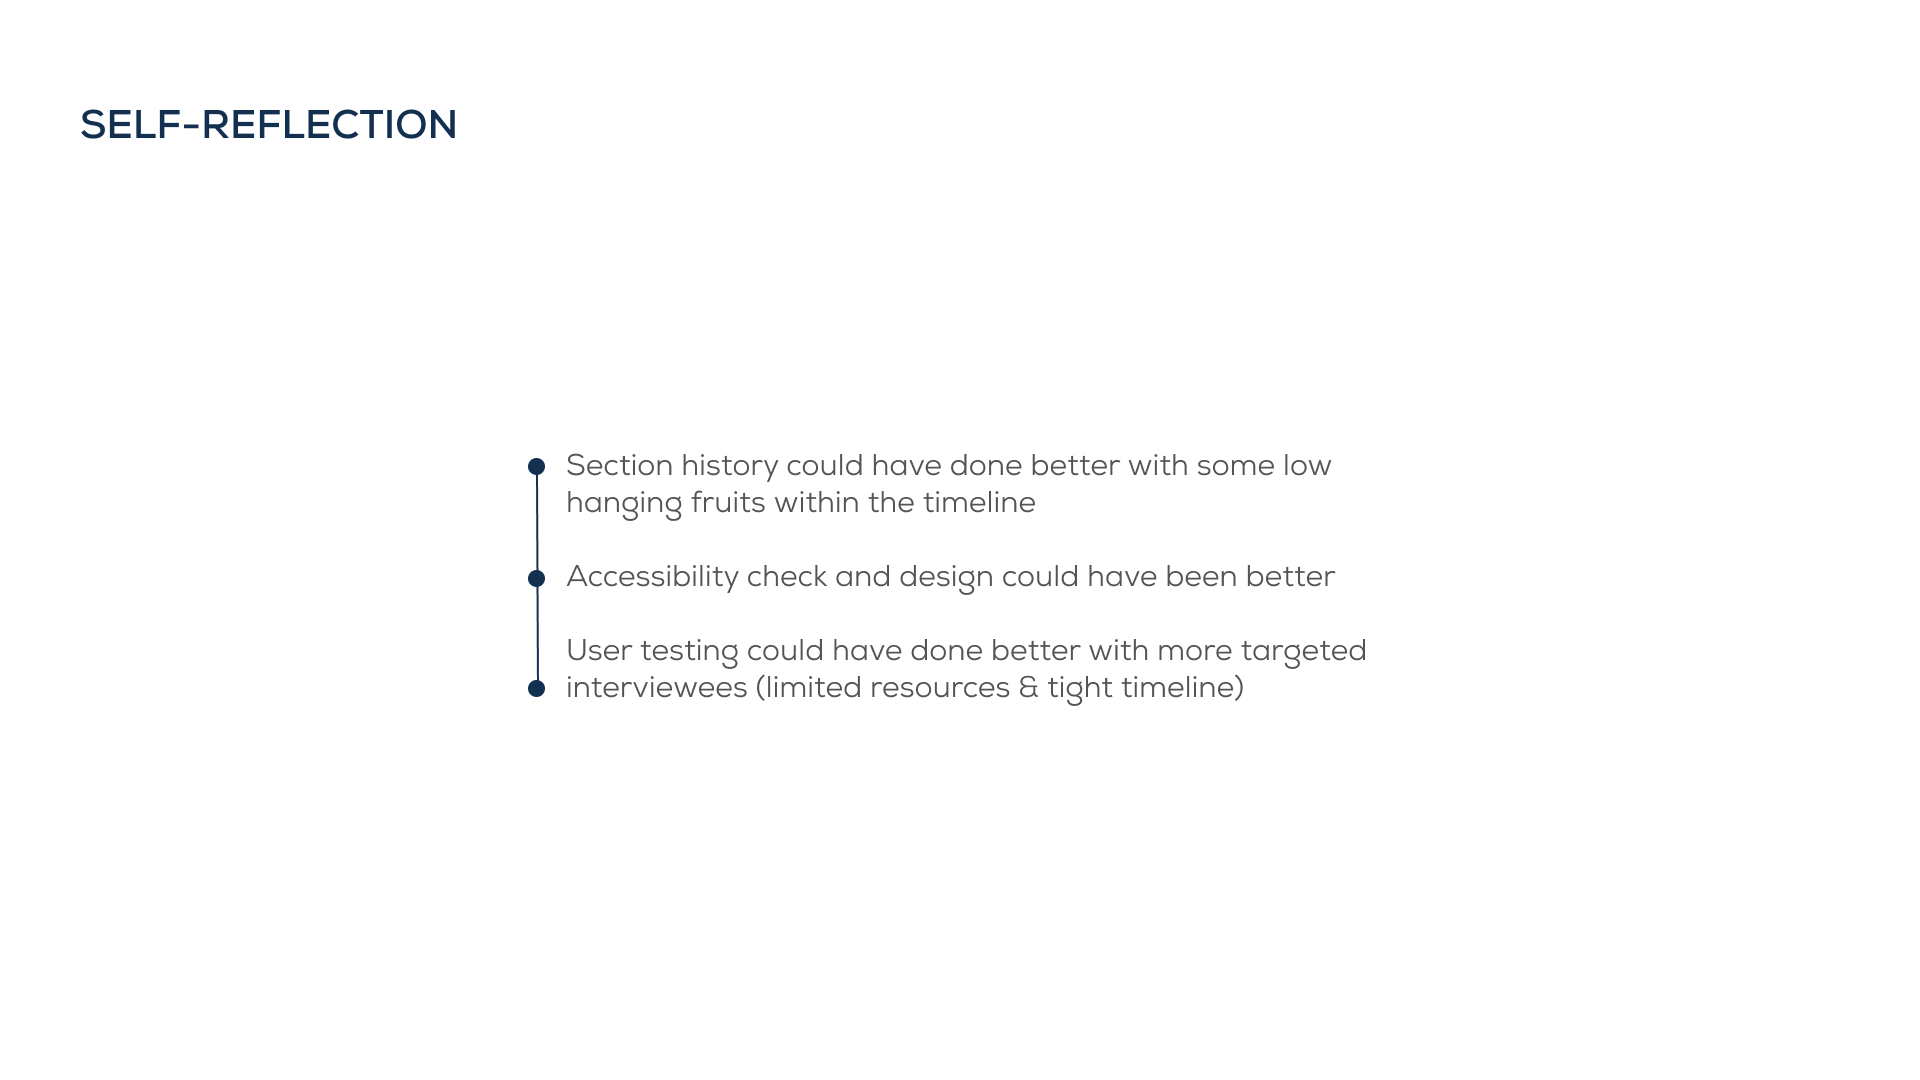 SELF-REFLECTION
Section history could have done better with some low
hanging fruits within the timeline
Accessibility check and design could have been better
User testing could have done better with more targeted
interviewees (limited resources & tight timeline)